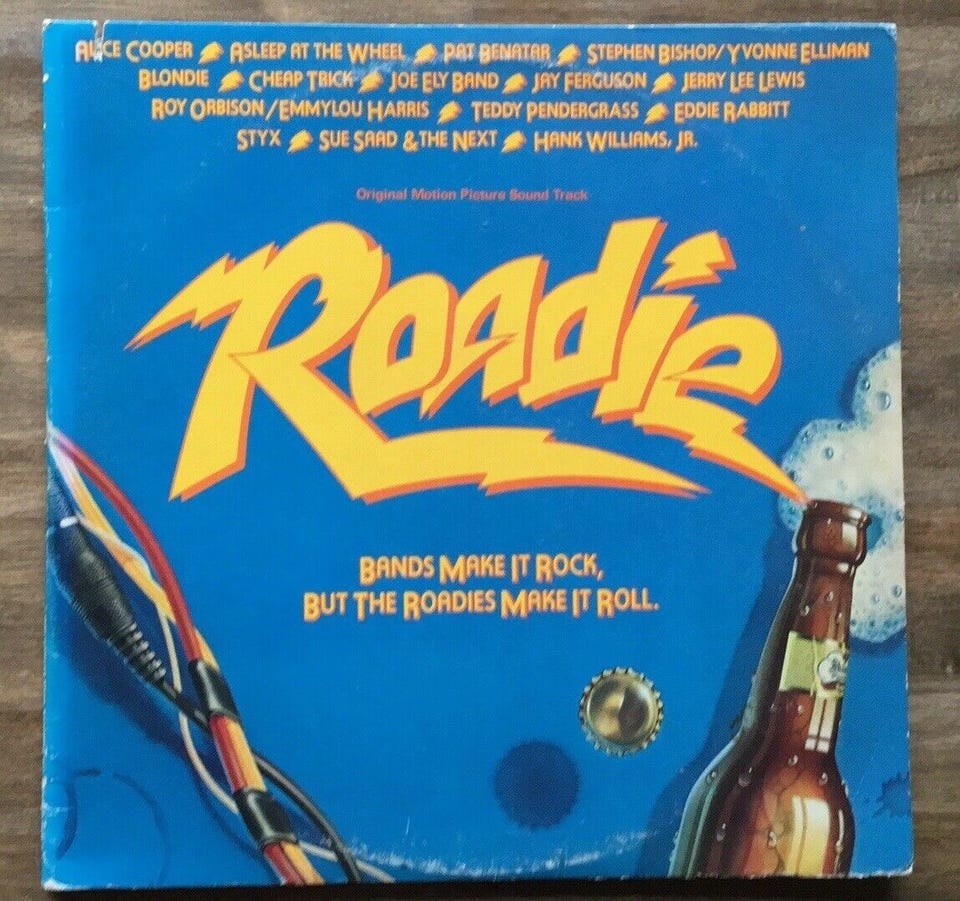 ALICE COOPER ASLEEP AT THE WHEEL PAT BENATAR STEPHEN BISHOP/YVONNE ELLIMAN
BLONDIE CHEAP TRICK JOE ELY BAND JAY FERGUSON JERRY LEE LEWIS
ROY ORBISON/EMMYLOU HARRIS TEDDY PENDERGRASS EDDIE RABBITT
STYX SUE SAAD & THE NEXT HANK WILLIAMS, JR.
Original Motion Picture Sound Track
Roadie
BANDS MAKE IT ROCK,
BUT THE ROADIES MAKE IT ROLL.